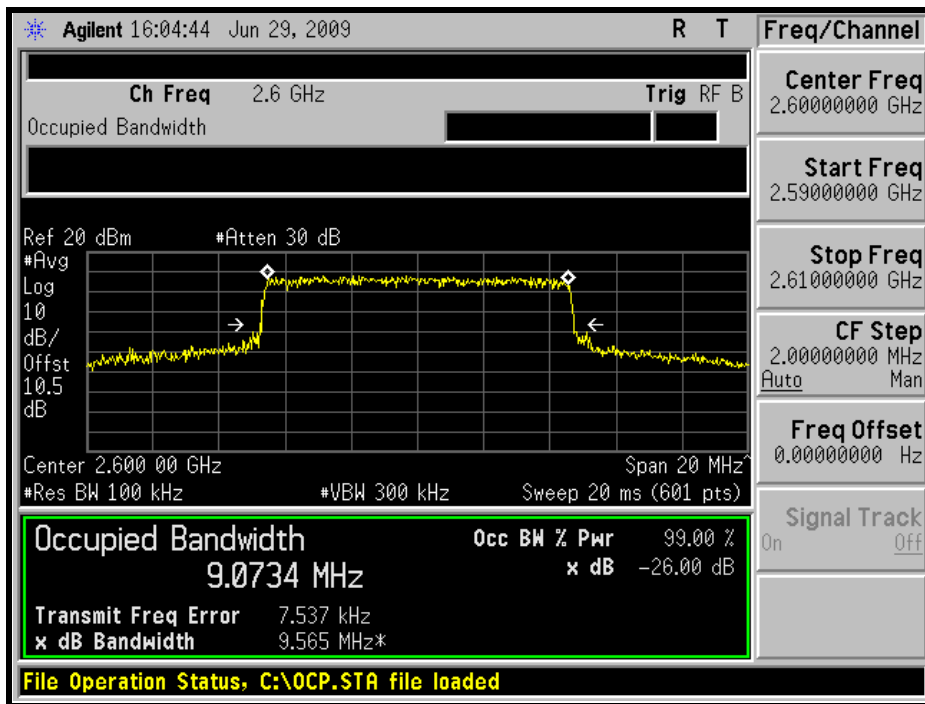 Agilent 16:04:44 Jun 29, 2009 R T
Freq/Channel
Ch Freq 2.6 GHz Trig RF B
Occupied Bandwidth
Center Freq
2.60000000 GHz
Start Freq
2.59000000 GHz
Stop Freq
2.61000000 GHz
CF Step
2.00000000 MHz
Auto Man
Freq Offset
0.00000000 Hz
Signal Track
On Off
Ref 20 dBm #Atten 30 dB
#Avg
Log
10
dB/
Offst
10.5
dB
Center 2.600 00 GHz Span 20 MHz^
#Res BW 100 kHz #VBW 300 kHz Sweep 20 ms (601 pts)
Occupied Bandwidth
9.0734 MHz
Occ BW % Pwr 99.00 %
x dB -26.00 dB
Transmit Freq Error 7.537 kHz
x dB Bandwidth 9.565 MHz*
File Operation Status, C:\OCP.STA file loaded